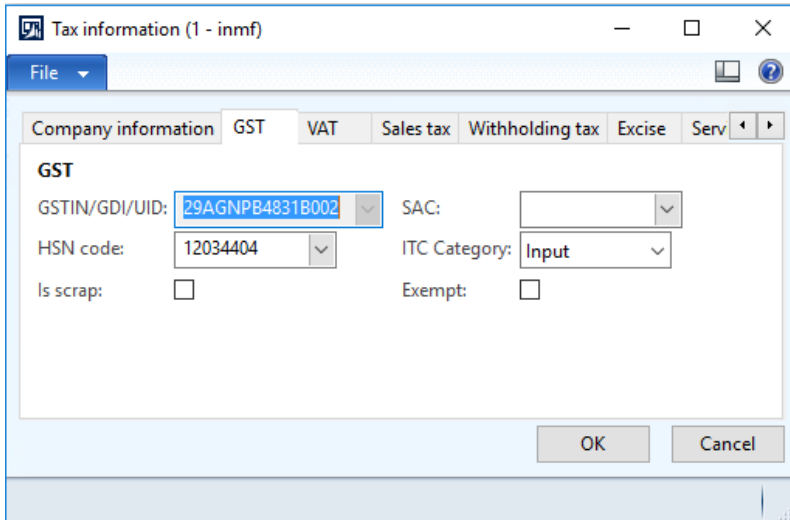 Tax information (1 - inmf)
File
Company information GST VAT Sales tax Withholding tax Excise Serv
GST
GSTIN/GDI/UID: 29AGNPB4831B002 SAC:
HSN code: 12034404 ITC Category: Input
Is scrap: Exempt:
OK Cancel